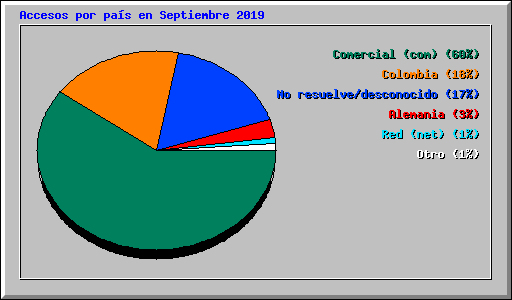 Accesos por país en Septiembre 2019
Comercial (com) (60%)
Colombia (18%)
No resuelve/desconocido (17%)
Alemania (3%)
Red (net) (1%)
Otro (1%)